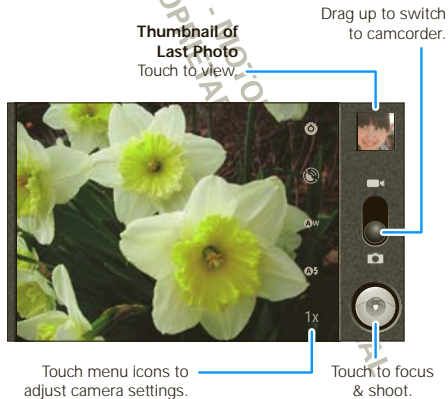 Drag up to switch
to camcorder.
Thumbnail of
Last Photo
Touch to view.
AW
A
1x
Touch menu icons to
adjust camera settings.
Touch to focus
& shoot.